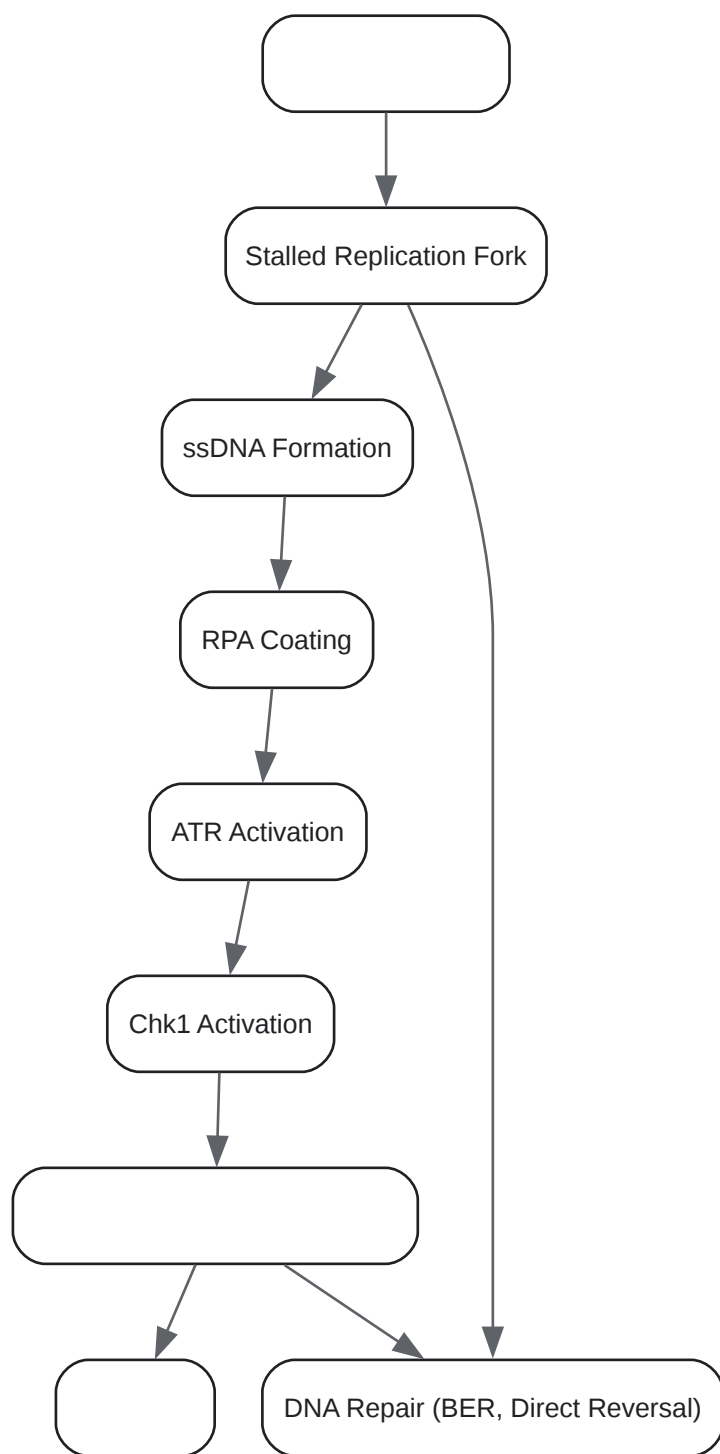 Stalled Replication Fork
ssDNA Formation
RPA Coating
ATR Activation
Chk1 Activation
DNA Repair (BER, Direct Reversal)